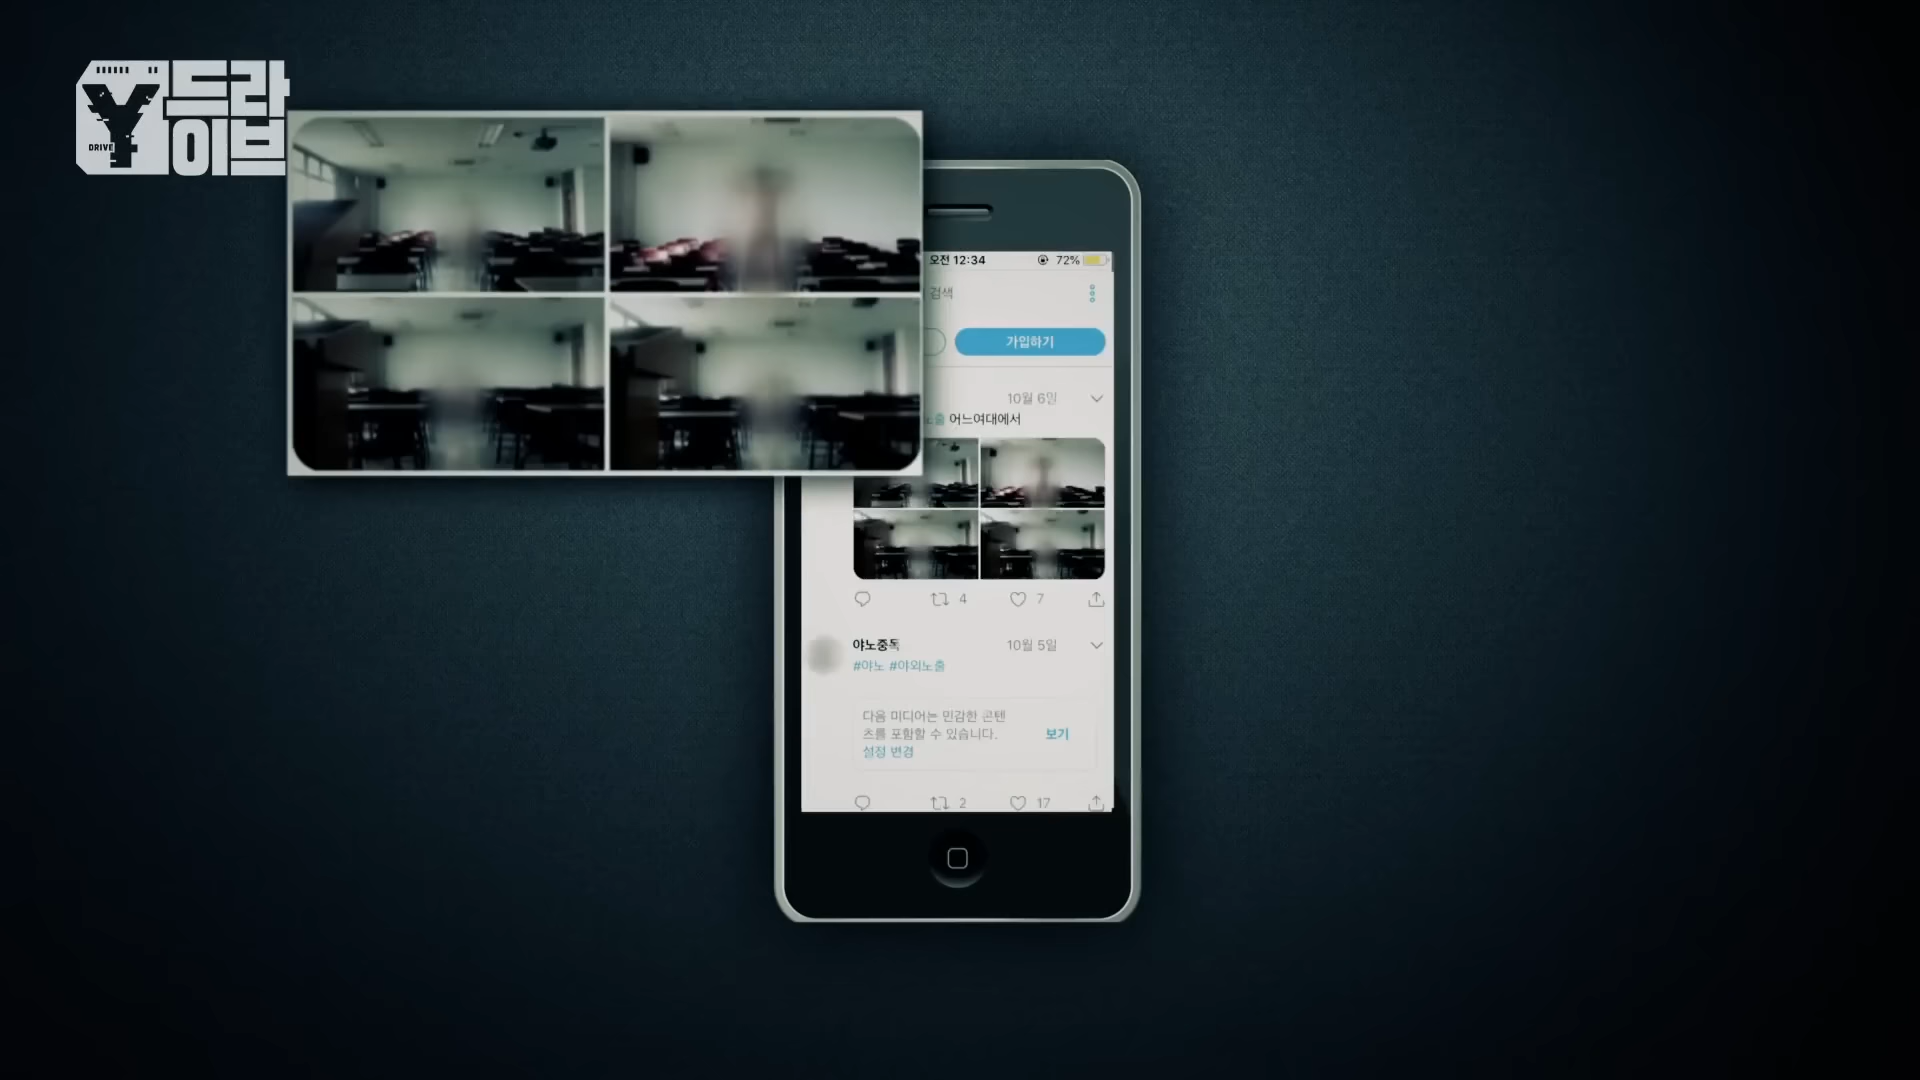 드라
이브
Y
DRIVE
오전 12:34
72%
검색
가입하기
10월 6일
노출 어느여대에서
4
7
야노중독
10월 5일
#야노 #야외노출
다음 미디어는 민감한 콘텐
츠를 포함할 수 있습니다.
보기
설정 변경
2
17